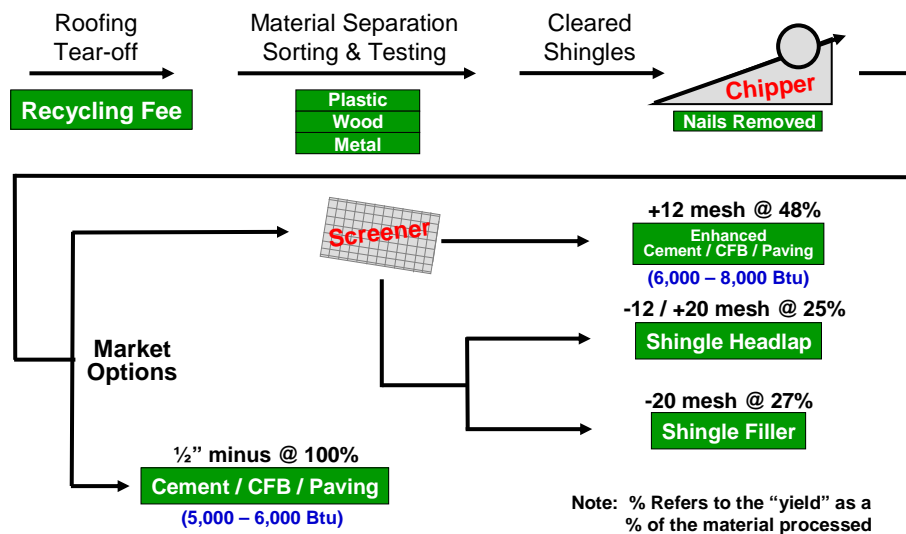 Roofing
Tear-off
Recycling Fee
Material Separation
Sorting & Testing
Plastic
Wood
Metal
Cleared
Shingles
Chipper
Nails Removed
Screener
+12 mesh @ 48%
Enhanced
Cement / CFB / Paving
(6,000 – 8,000 Btu)
-12 / +20 mesh @ 25%
Shingle Headlap
-20 mesh @ 27%
Shingle Filler
Market
Options
½” minus @ 100%
Cement / CFB / Paving
(5,000 – 6,000 Btu)
Note: % Refers to the “yield” as a
% of the material processed